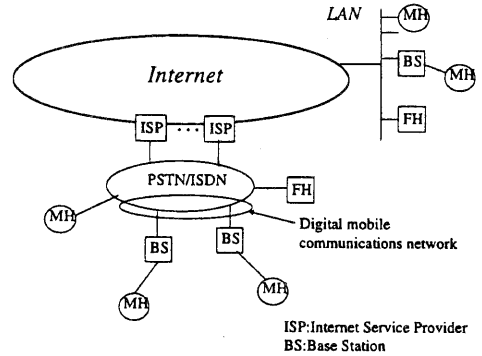 LAN
MH
Internet
BS
MH
ISP
...
ISP
FH
PSTN/ISDN
FH
MH
Digital mobile
communications network
BS
BS
MH
MH
ISP:Internet Service Provider
BS:Base Station